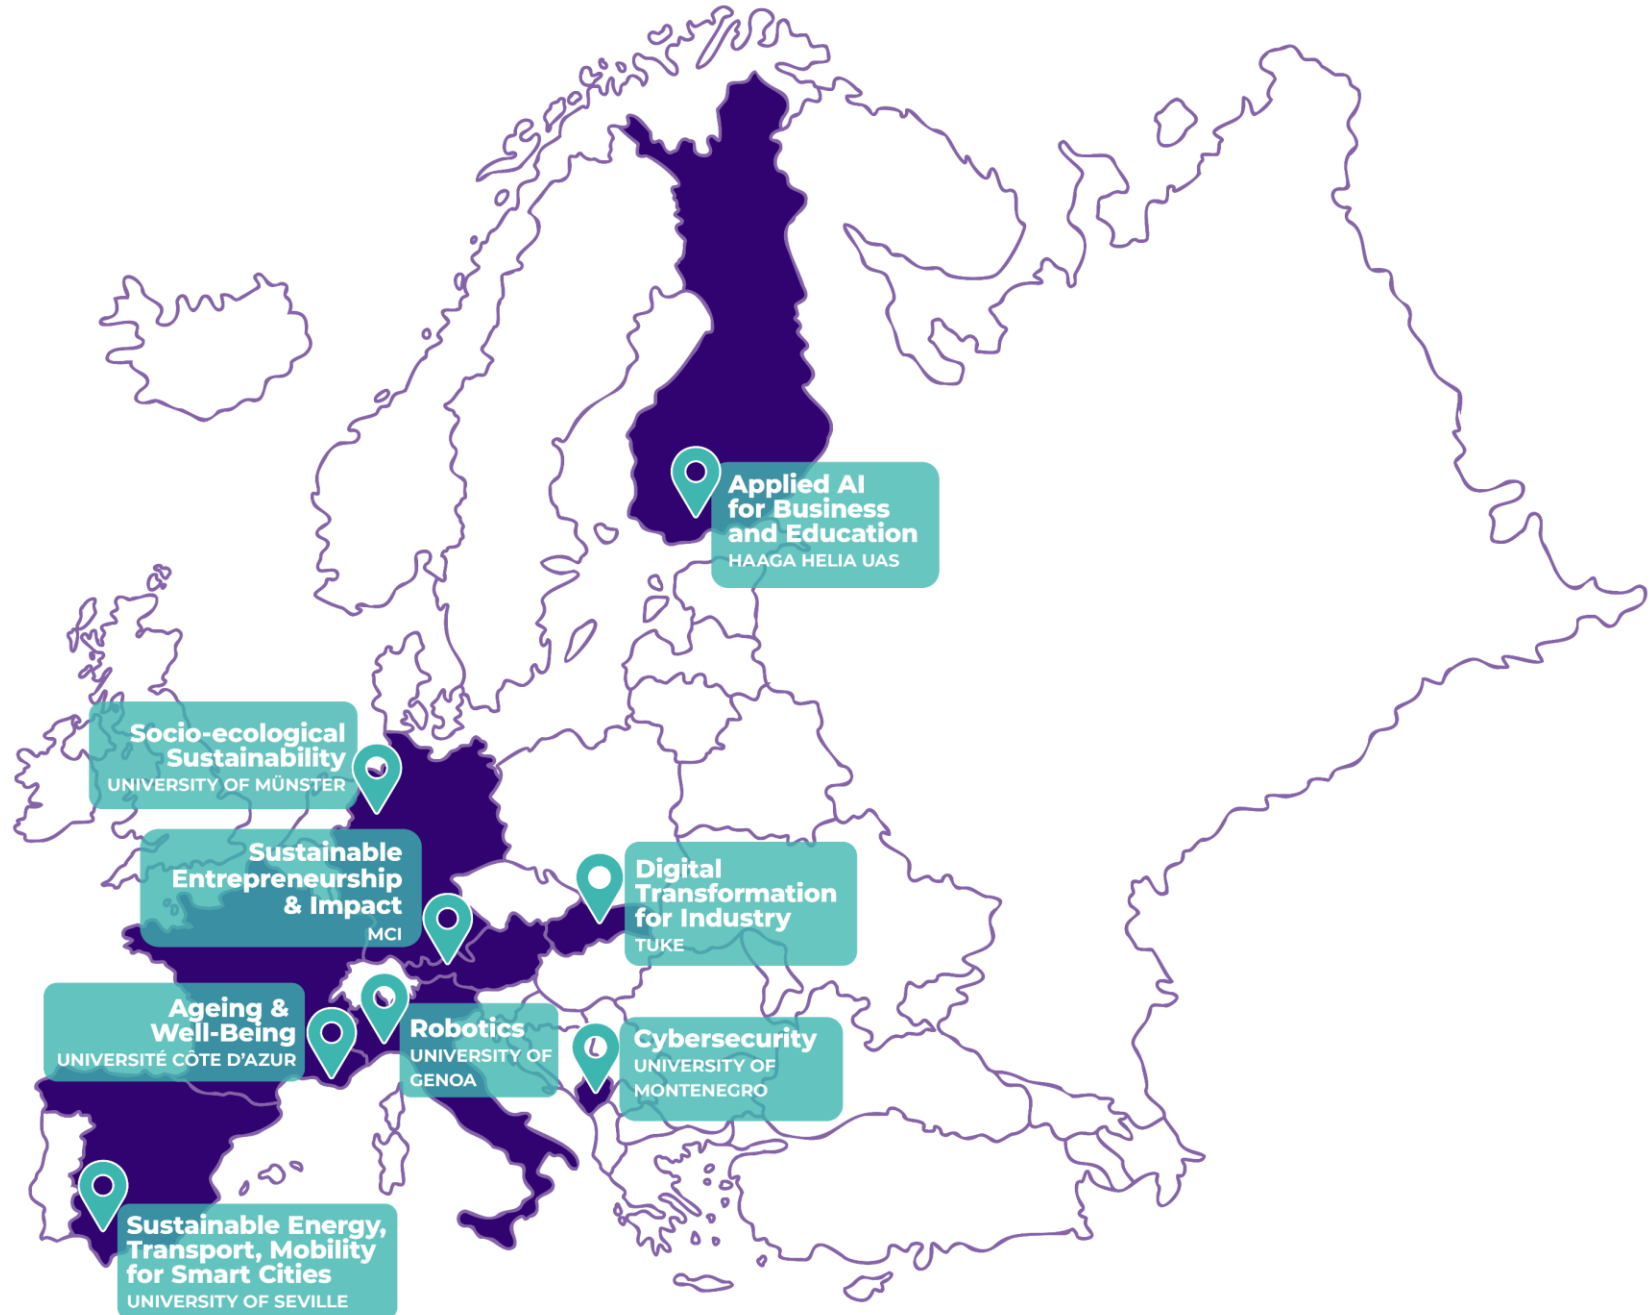 Applied AI
for Business
and Education
HAAGA HELIA UAS
Socio-ecological
Sustainability
UNIVERSITY OF MÜNSTER
Sustainable
Entrepreneurship
& Impact
MCI
Digital
Transformation
for Industry
TUKE
Ageing &
Well-Being
UNIVERSITÉ CÔTE D'AZUR
Robotics
UNIVERSITY OF
GENOA
Cybersecurity
UNIVERSITY OF
MONTENEGRO
Sustainable Energy,
Transport, Mobility
for Smart Cities
UNIVERSITY OF SEVILLE